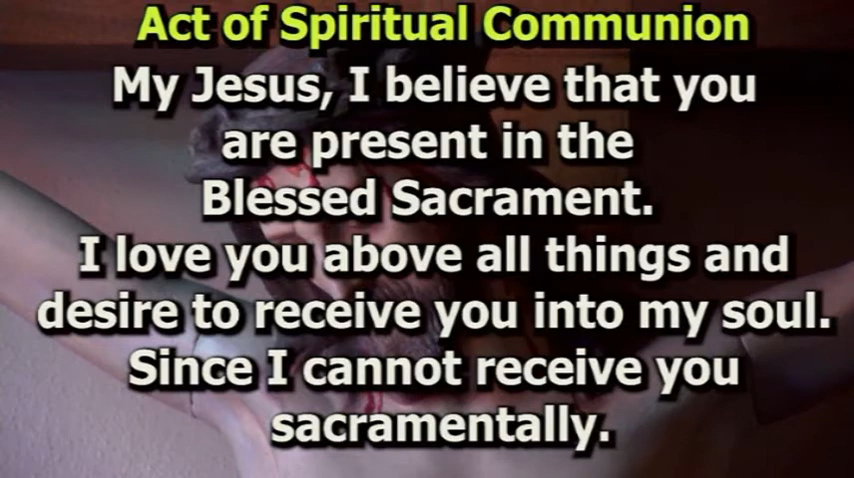 Act of Spiritual Communion
My Jesus, I believe that you
are present in the
Blessed Sacrament.
I love you above all things and
desire to receive you into my soul.
Since I cannot receive you
sacramentally.